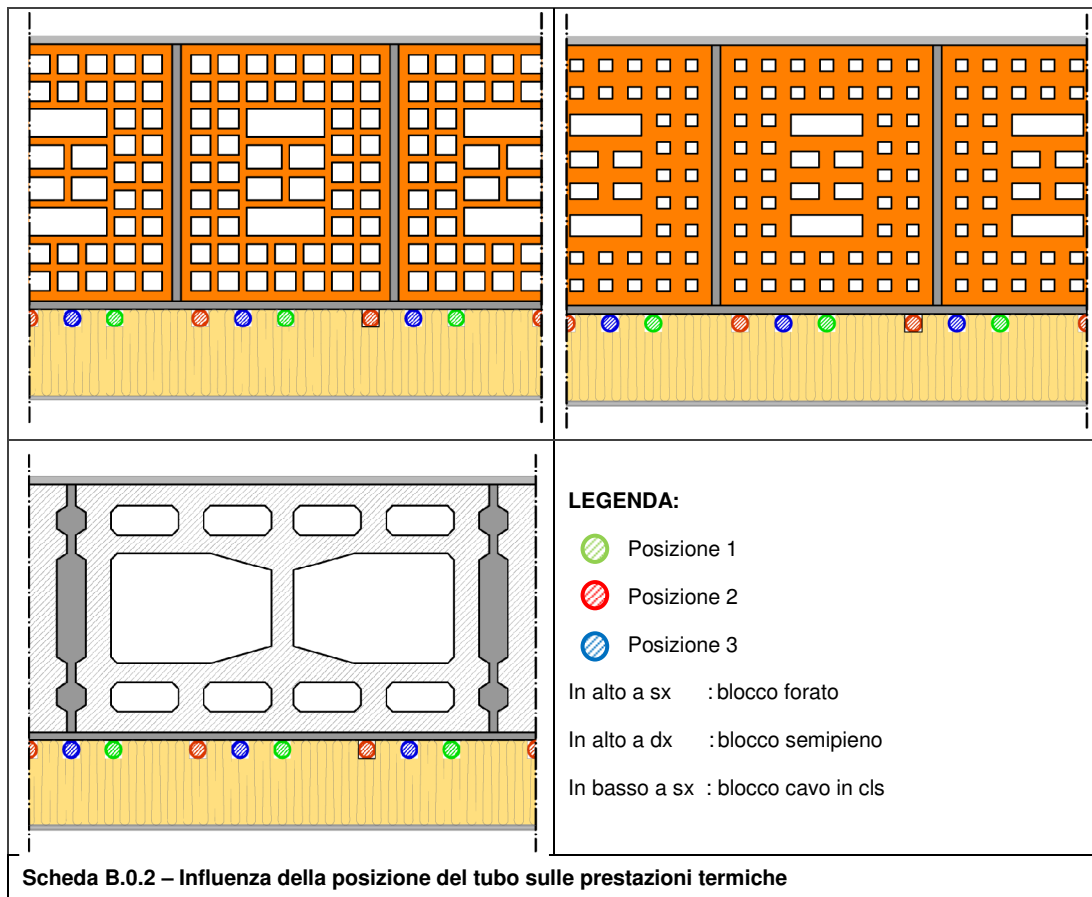 LEGENDA:
Posizione 1
Posizione 2
Posizione 3
In alto a sx : blocco forato
In alto a dx : blocco semipieno
In basso a sx : blocco cavo in cls
Scheda B.0.2 – Influenza della posizione del tubo sulle prestazioni termiche